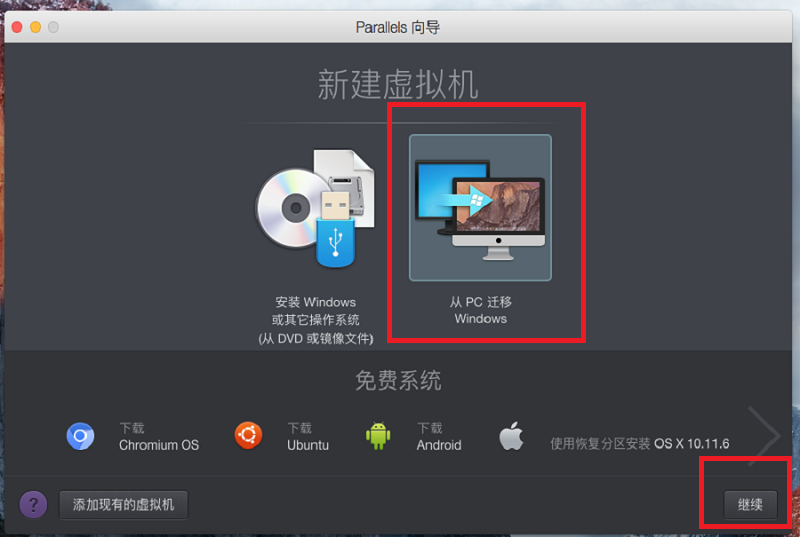 Parallels 向导
新建虚拟机
安装 Windows
或其它操作系统
(从 DVD 或镜像文件)
从 PC 迁移
Windows
免费系统
下载
Chromium OS
下载
Ubuntu
下载
Android
使用恢复分区安装 OS X 10.11.6
?
添加现有的虚拟机
继续